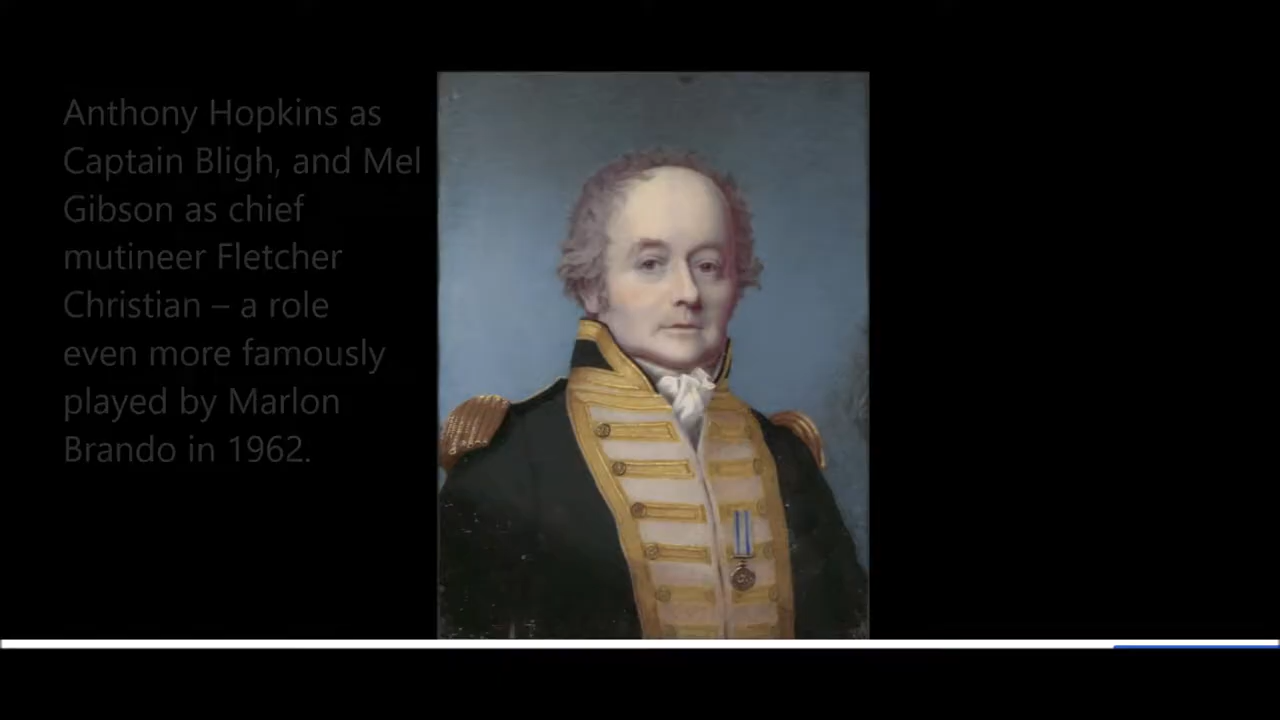 Anthony Hopkins as
Captain Bligh, and Mel
Gibson as chief
mutineer Fletcher
Christian – a role
even more famously
played by Marlon
Brando in 1962.